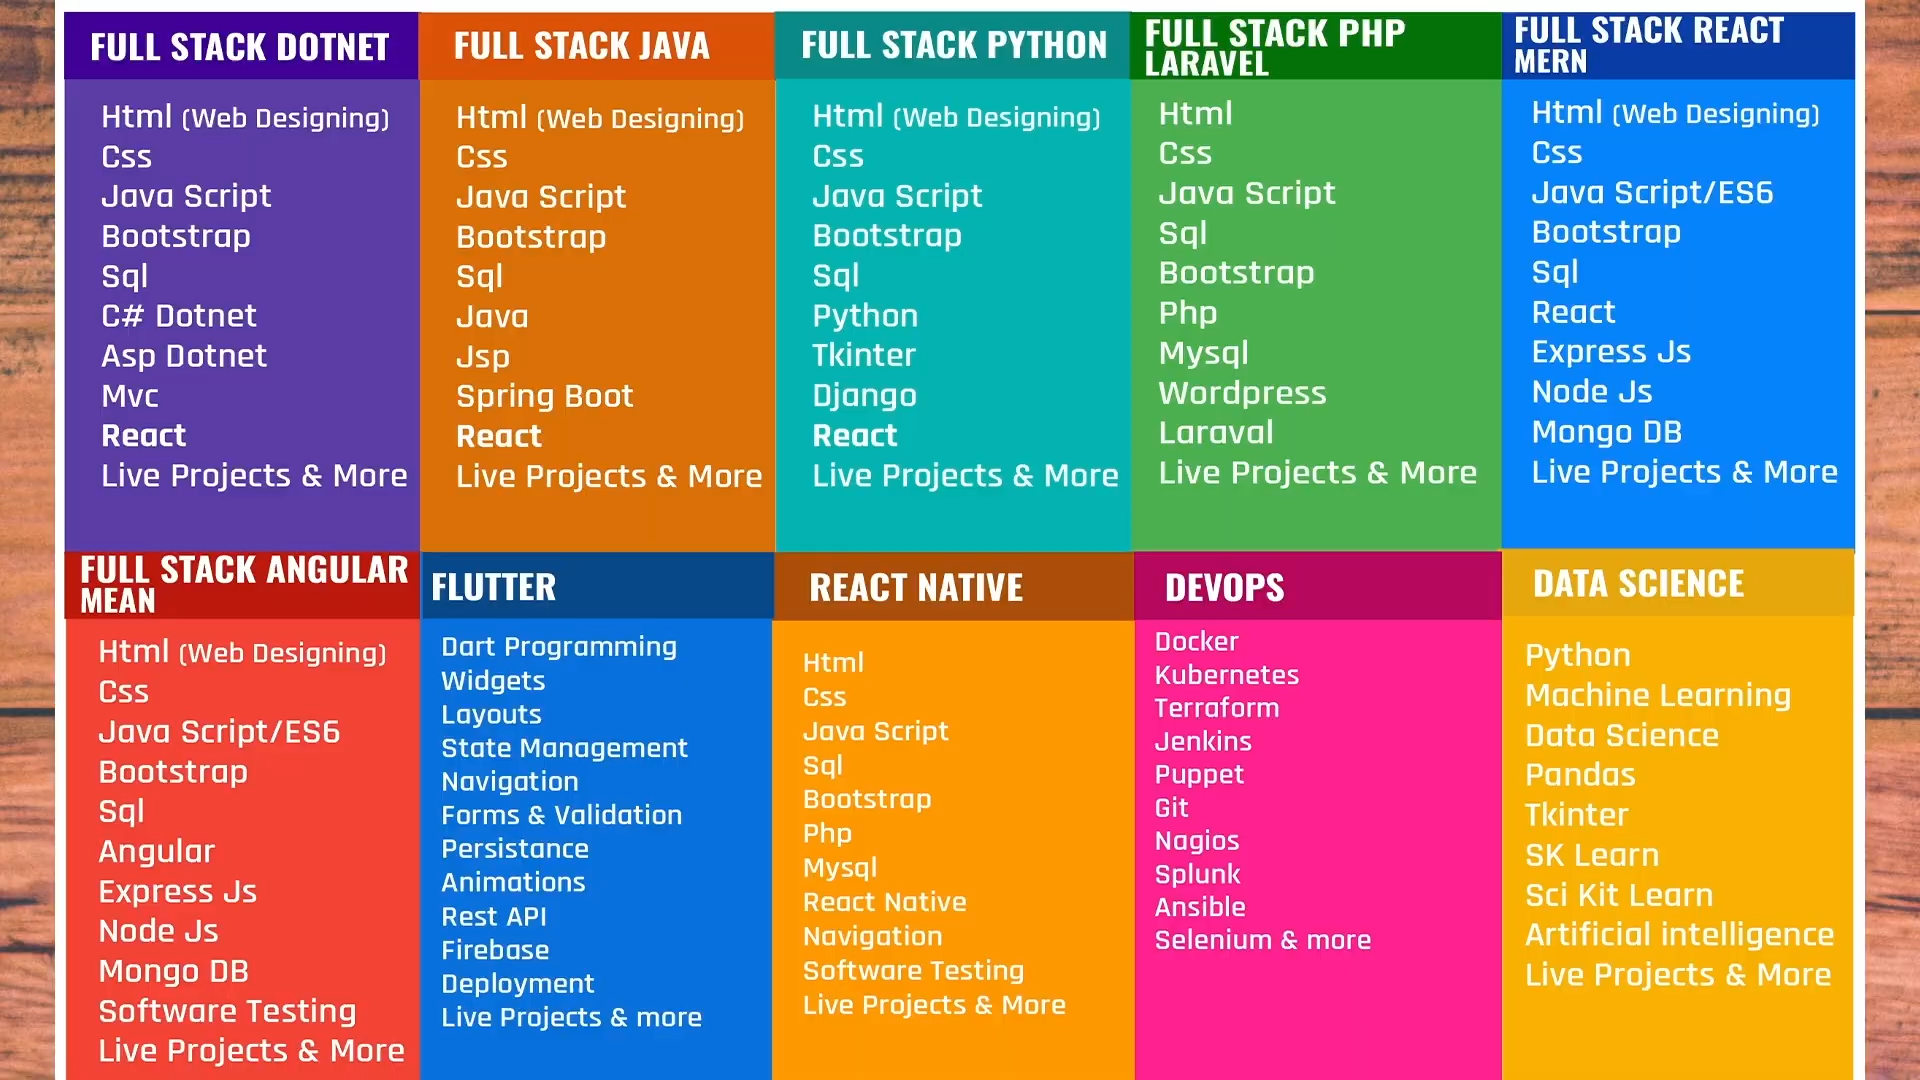 FULL STACK DOTNET
Html (Web Designing)
Css
Java Script
Bootstrap
Sql
C# Dotnet
Asp Dotnet
Mvc
React
Live Projects & More
FULL STACK JAVA
Html (Web Designing)
Css
Java Script
Bootstrap
Sql
Java
Jsp
Spring Boot
React
Live Projects & More
FULL STACK PYTHON
Html (Web Designing)
Css
Java Script
Bootstrap
Sql
Python
Tkinter
Django
React
Live Projects & More
FULL STACK PHP
LARAVEL
Html
Css
Java Script
Sql
Bootstrap
Php
Mysql
Wordpress
Laraval
Live Projects & More
FULL STACK REACT
MERN
Html (Web Designing)
Css
Java Script/ES6
Bootstrap
Sql
React
Express Js
Node Js
Mongo DB
Live Projects & More
FULL STACK ANGULAR
MEAN
Html (Web Designing)
Css
Java Script/ES6
Bootstrap
Sql
Angular
Express Js
Node Js
Mongo DB
Software Testing
Live Projects & More
FLUTTER
Dart Programming
Widgets
Layouts
State Management
Navigation
Forms & Validation
Persistance
Animations
Rest API
Firebase
Deployment
Live Projects & more
REACT NATIVE
Html
Css
Java Script
Sql
Bootstrap
Php
Mysql
React Native
Navigation
Software Testing
Live Projects & More
DEVOPS
Docker
Kubernetes
Terraform
Jenkins
Puppet
Git
Nagios
Splunk
Ansible
Selenium & more
DATA SCIENCE
Python
Machine Learning
Data Science
Pandas
Tkinter
SK Learn
Sci Kit Learn
Artificial intelligence
Live Projects & More